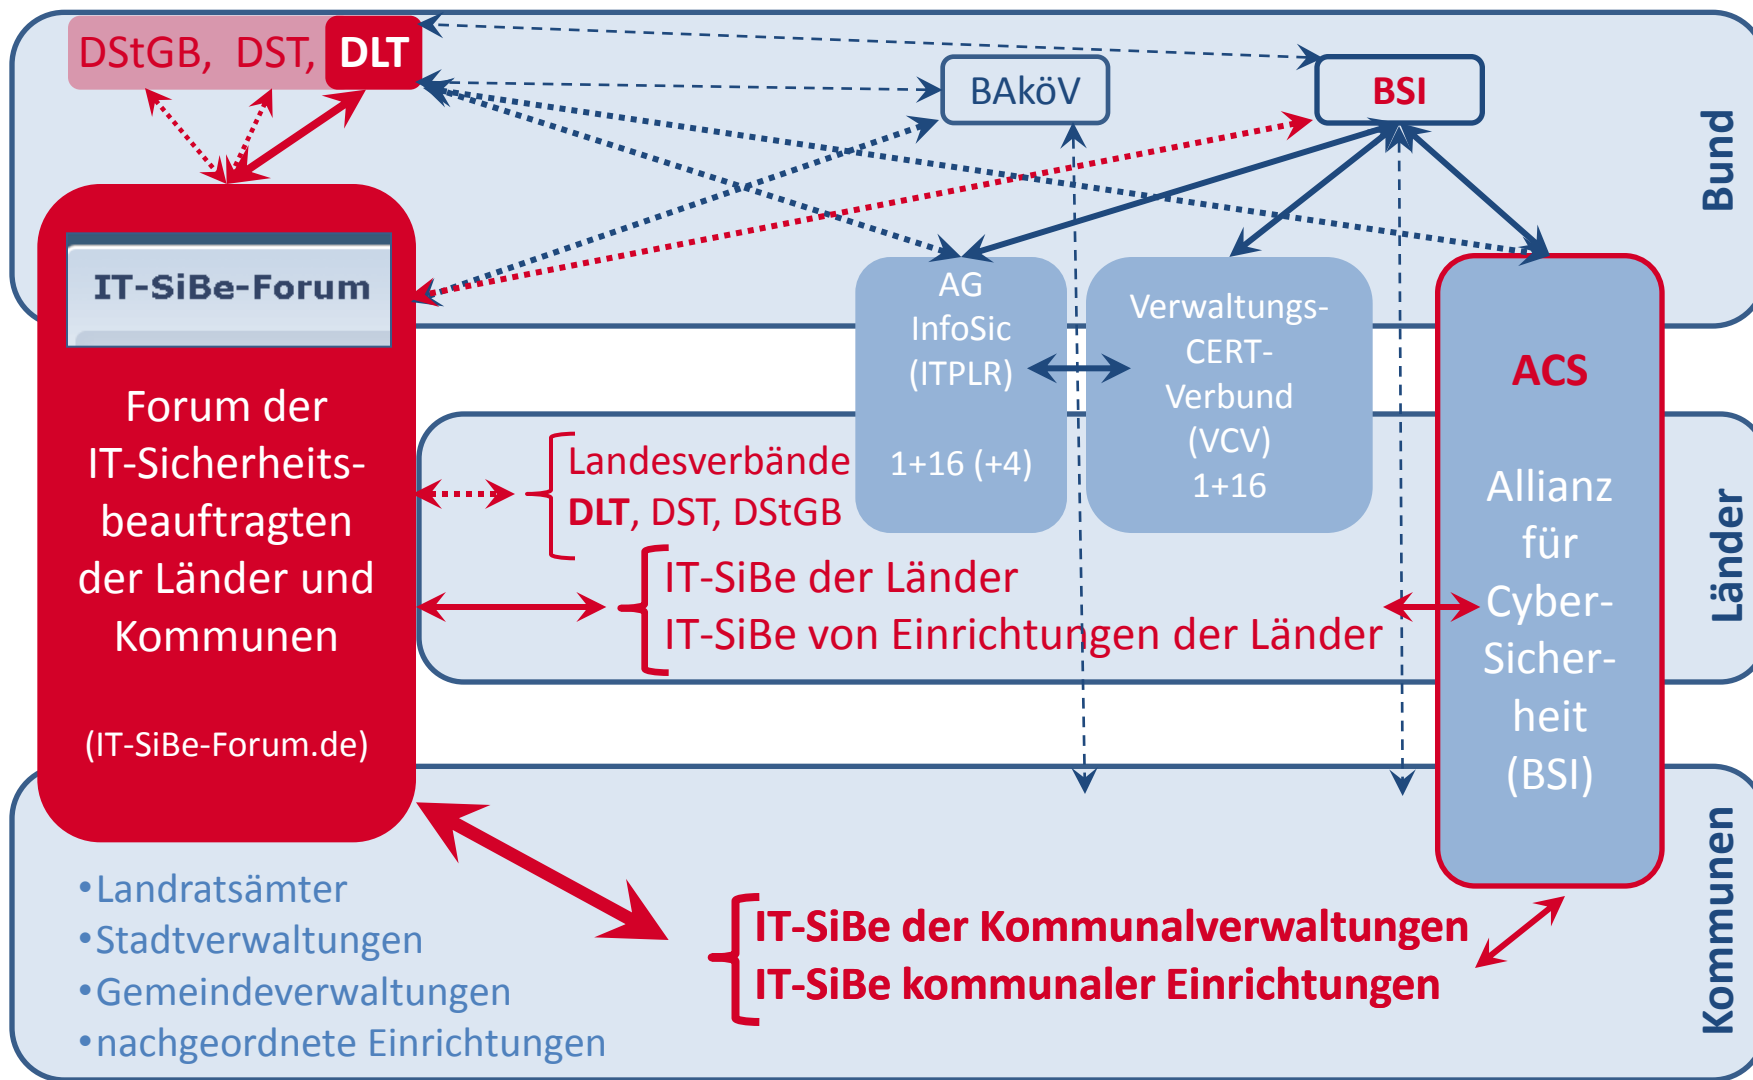 DStGB, DST, DLT
BAköV
BSI
Bund
IT-SiBe-Forum
Forum der
IT-Sicherheits-
beauftragten
der Länder und
Kommunen
(IT-SiBe-Forum.de)
AG
InfoSic
(ITPLR)
1+16 (+4)
Verwaltungs-
CERT-
Verbund
(VCV)
1+16
ACS
Allianz
für
Cyber-
Sicher-
heit
(BSI)
Landesverbände
DLT, DST, DStGB
IT-SiBe der Länder
IT-SiBe von Einrichtungen der Länder
Länder
•Landratsämter
•Stadtverwaltungen
•Gemeindeverwaltungen
•nachgeordnete Einrichtungen
IT-SiBe der Kommunalverwaltungen
IT-SiBe kommunaler Einrichtungen
Kommunen